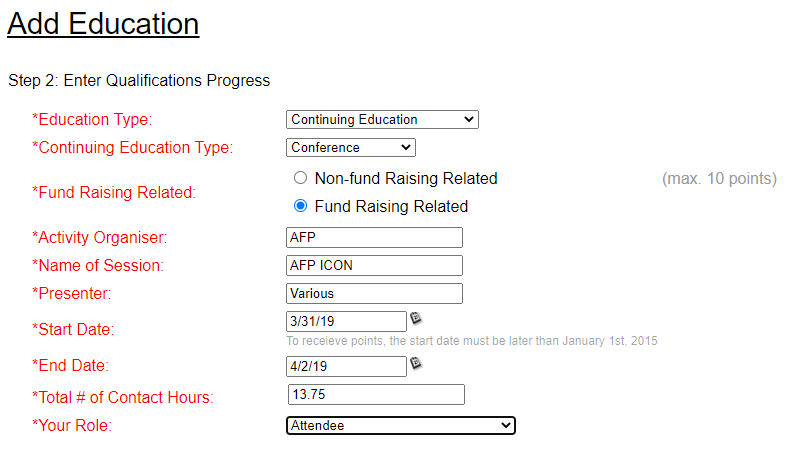 Add Education
Step 2: Enter Qualifications Progress
*Education Type: Continuing Education
*Continuing Education Type: Conference
*Fund Raising Related: Non-fund Raising Related (max. 10 points)
Fund Raising Related
*Activity Organiser: AFP
*Name of Session: AFP ICON
*Presenter: Various
*Start Date: 3/31/19
To receieve points, the start date must be later than January 1st, 2015
*End Date: 4/2/19
*Total # of Contact Hours: 13.75
*Your Role: Attendee